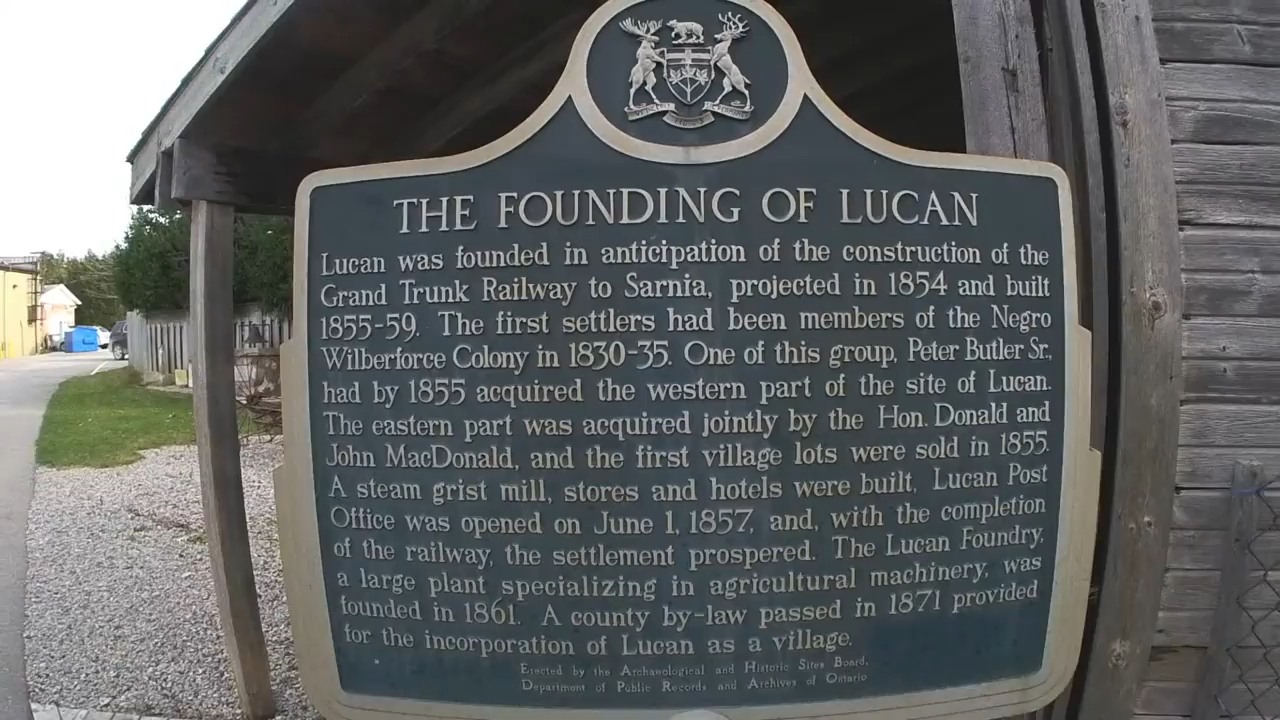 THE FOUNDING OF LUCAN
Lucan was founded in anticipation of the construction of the
Grand Trunk Railway to Sarnia, projected in 1854 and built
1855-59. The first settlers had been members of the Negro
Wilberforce Colony in 1830-35. One of this group, Peter Butler Sr.,
had by 1855 acquired the western part of the site of Lucan.
The eastern part was acquired jointly by the Hon. Donald and
John MacDonald, and the first village lots were sold in 1855.
A steam grist mill, stores and hotels were built, Lucan Post
Office was opened on June 1, 1857, and, with the completion
of the railway, the settlement prospered. The Lucan Foundry,
a large plant specializing in agricultural machinery, was
founded in 1861. A county by-law passed in 1871 provided
for the incorporation of Lucan as a village.
Erected by the Archaeological and Historic Sites Board,
Department of Public Records and Archives of Ontario